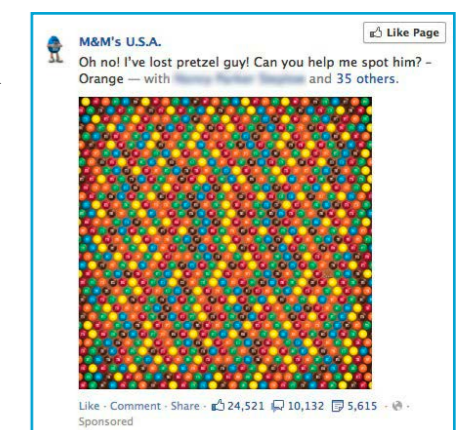 Like Page
M&M's U.S.A.
Oh no! I've lost pretzel guy! Can you help me spot him? –
Orange — with and 35 others.
Like · Comment · Share · 24,521 10,132 5,615 · ·
Sponsored